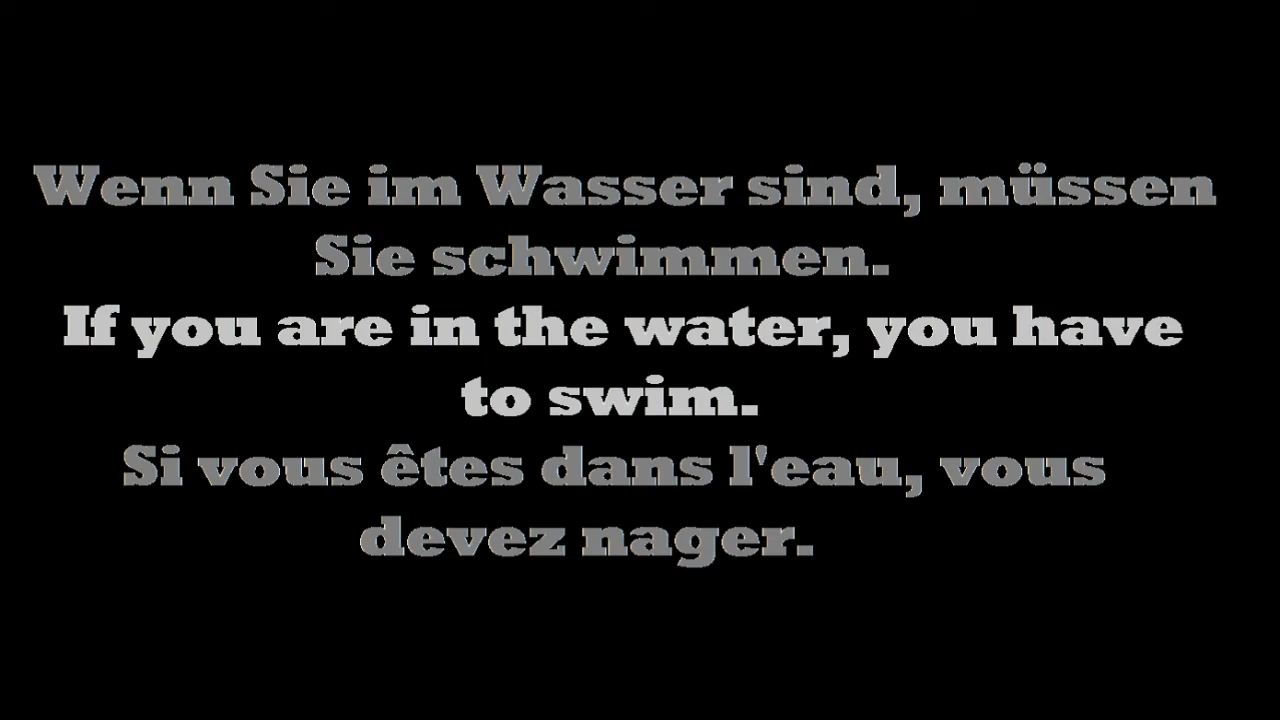 Wenn Sie im Wasser sind, müssen
Sie schwimmen.
If you are in the water, you have
to swim.
Si vous êtes dans l'eau, vous
devez nager.